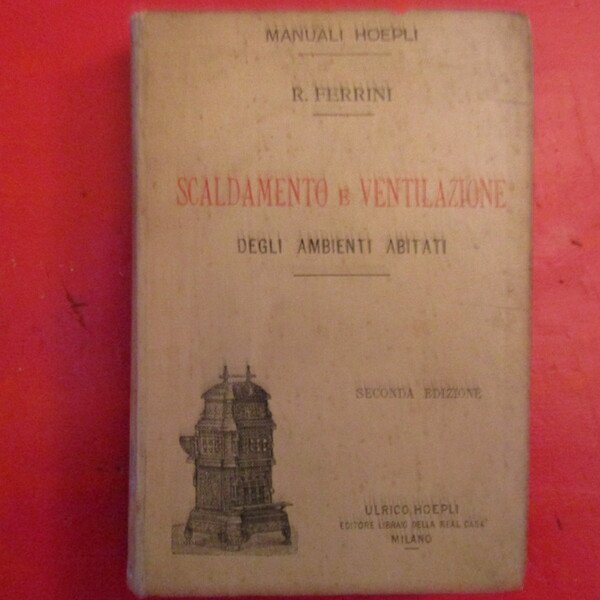 MANUALI HOEPLI
R. FERRINI
SCALDAMENTO E VENTILAZIONE
DEGLI AMBIENTI ABITATI
SECONDA EDIZIONE
ULRICO HOEPLI
EDITORE LIBRAIO DELLA REAL CASA
MILANO